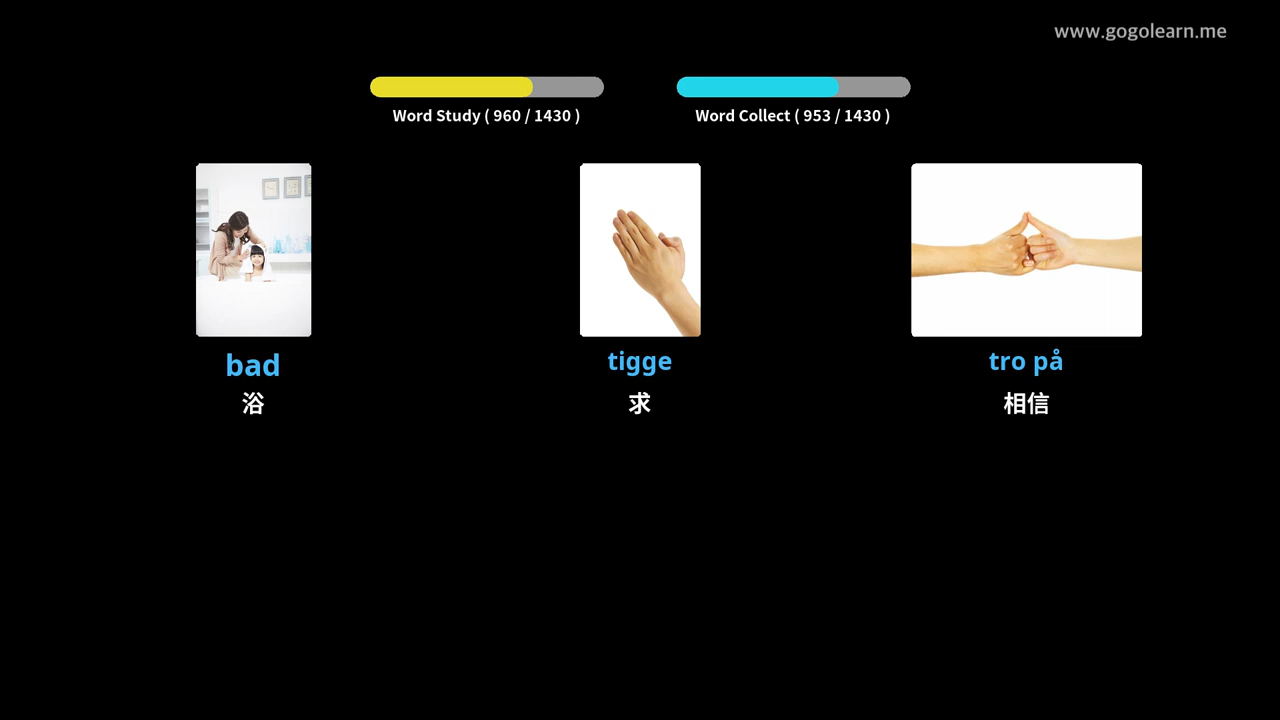 www.gogolearn.me
Word Study ( 960 / 1430 )
Word Collect ( 953 / 1430 )
bad
浴
tigge
求
tro på
相信